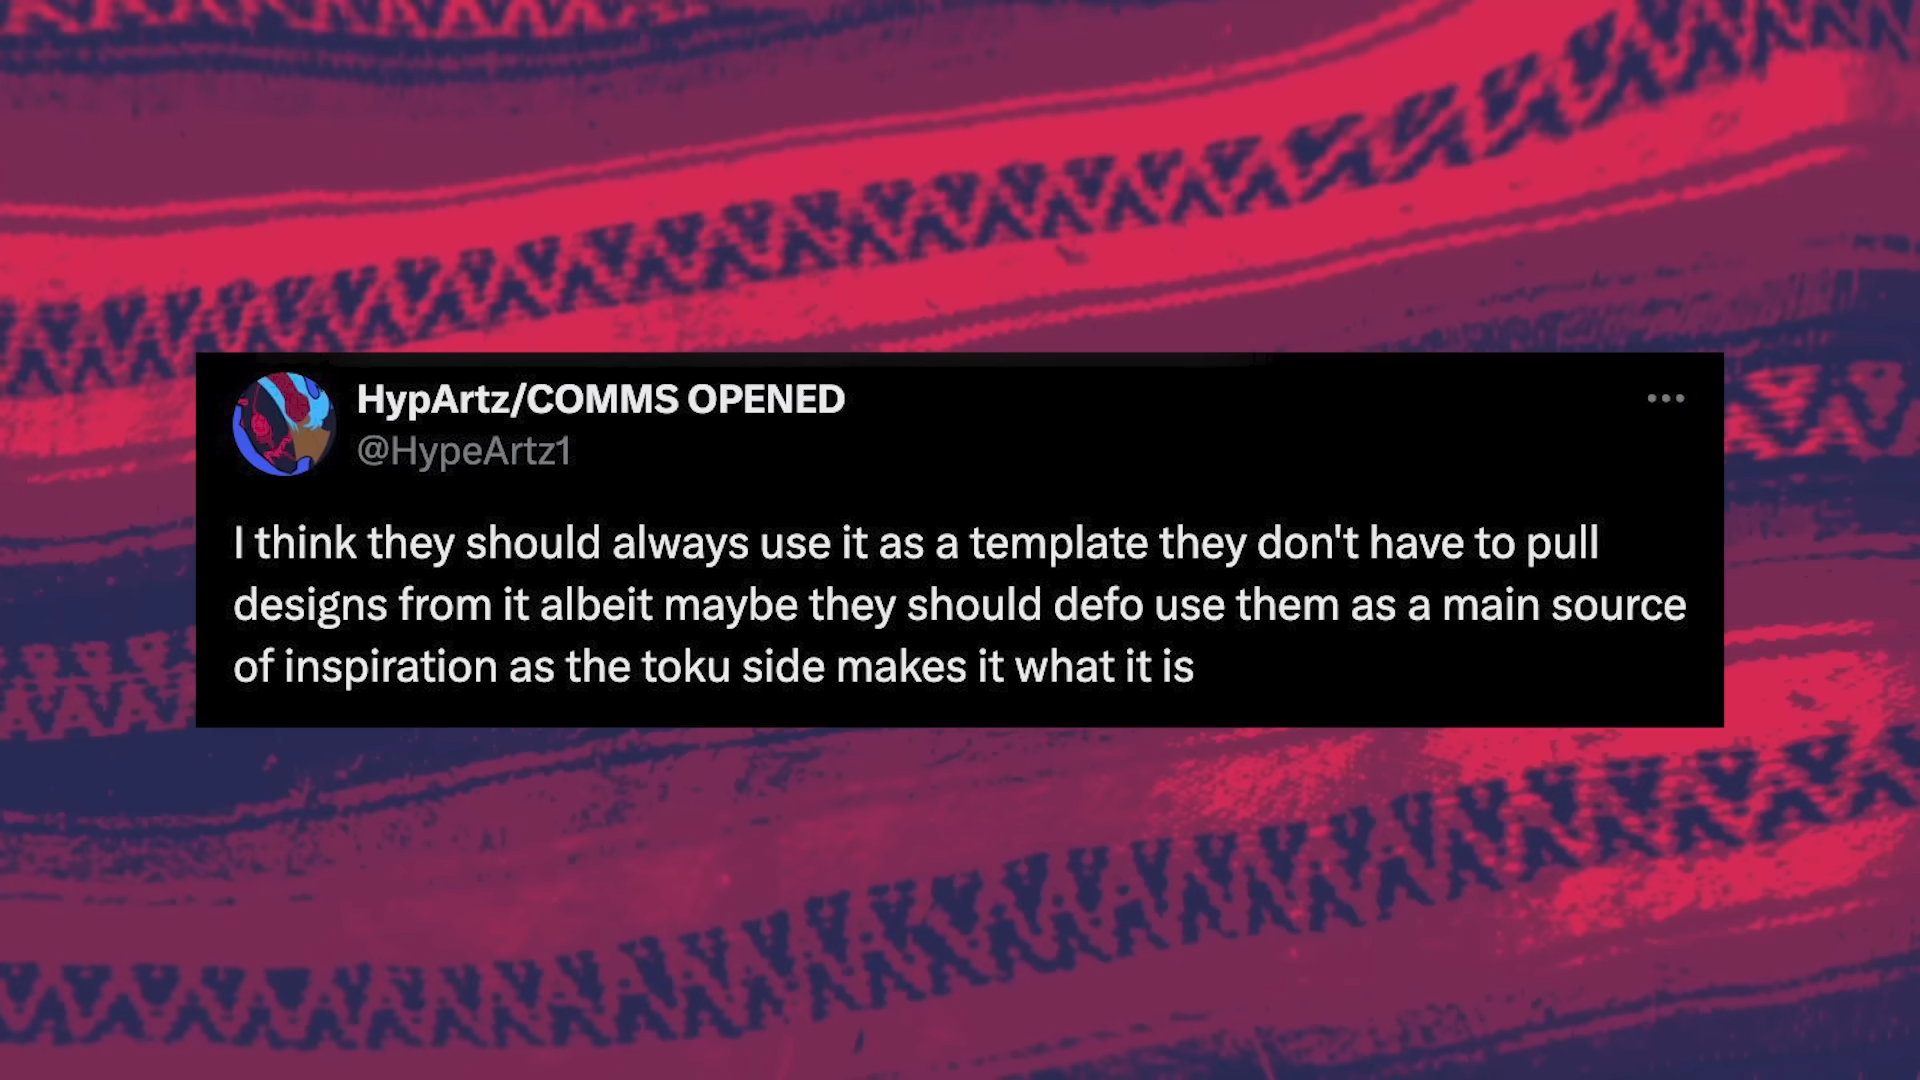 HypArtz/COMMS OPENED
@HypeArtz1
I think they should always use it as a template they don't have to pull
designs from it albeit maybe they should defo use them as a main source
of inspiration as the toku side makes it what it is